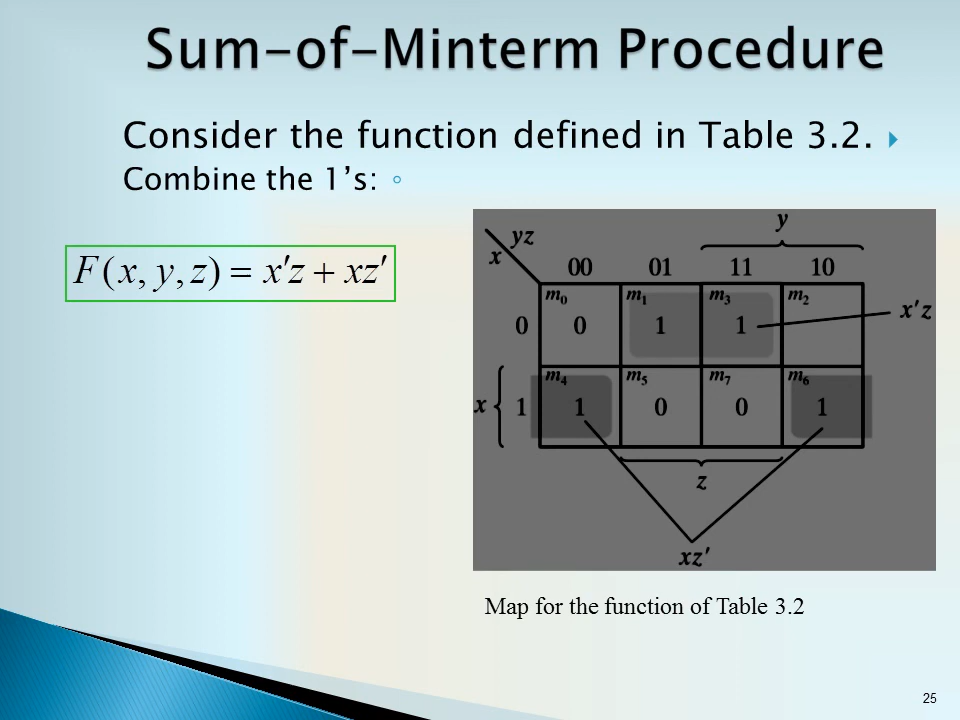 Sum-of-Minterm Procedure
Consider the function defined in Table 3.2.
Combine the 1's:
F(x, y, z) = x′z + xz′
y
yz
x
00 01 11 10
m₀ m₁ m₃ m₂
0 0 1 1
x′z
m₄ m₅ m₇ m₆
x 1 1 0 0 1
z
xz′
Map for the function of Table 3.2
25